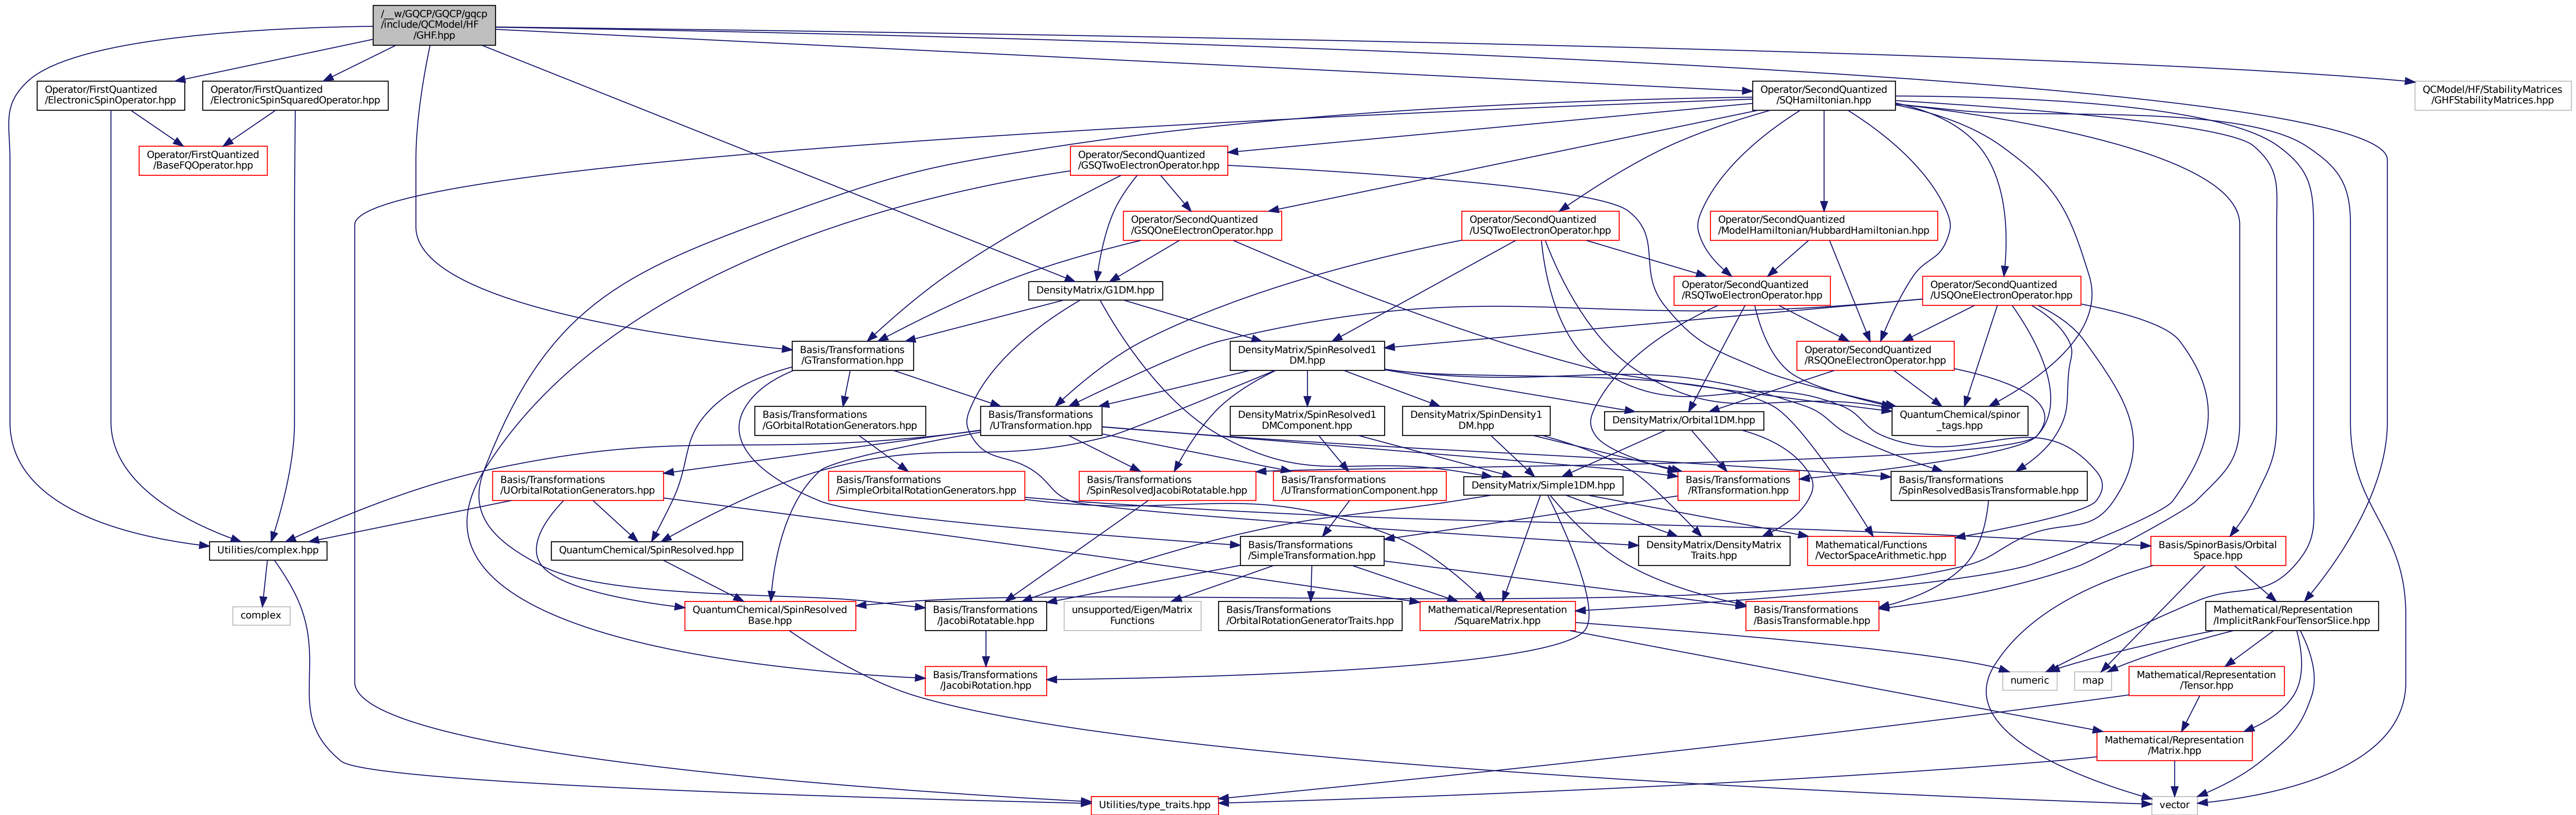 /__w/GQCP/GQCP/gqcp
/include/QCModel/HF
/GHF.hpp
Operator/FirstQuantized
/ElectronicSpinOperator.hpp
Operator/FirstQuantized
/ElectronicSpinSquaredOperator.hpp
Operator/SecondQuantized
/SQHamiltonian.hpp
QCModel/HF/StabilityMatrices
/GHFStabilityMatrices.hpp
Operator/FirstQuantized
/BaseFQOperator.hpp
Operator/SecondQuantized
/GSQTwoElectronOperator.hpp
Operator/SecondQuantized
/GSQOneElectronOperator.hpp
Operator/SecondQuantized
/USQTwoElectronOperator.hpp
Operator/SecondQuantized
/ModelHamiltonian/HubbardHamiltonian.hpp
DensityMatrix/G1DM.hpp
Operator/SecondQuantized
/RSQTwoElectronOperator.hpp
Operator/SecondQuantized
/USQOneElectronOperator.hpp
Basis/Transformations
/GTransformation.hpp
DensityMatrix/SpinResolved1
DM.hpp
Operator/SecondQuantized
/RSQOneElectronOperator.hpp
Basis/Transformations
/GOrbitalRotationGenerators.hpp
Basis/Transformations
/UTransformation.hpp
DensityMatrix/SpinResolved1
DMComponent.hpp
DensityMatrix/SpinDensity1
DM.hpp
DensityMatrix/Orbital1DM.hpp
QuantumChemical/spinor
_tags.hpp
Basis/Transformations
/UOrbitalRotationGenerators.hpp
Basis/Transformations
/SimpleOrbitalRotationGenerators.hpp
Basis/Transformations
/SpinResolvedJacobiRotatable.hpp
Basis/Transformations
/UTransformationComponent.hpp
DensityMatrix/Simple1DM.hpp
Basis/Transformations
/RTransformation.hpp
Basis/Transformations
/SpinResolvedBasisTransformable.hpp
Utilities/complex.hpp
QuantumChemical/SpinResolved.hpp
Basis/Transformations
/SimpleTransformation.hpp
DensityMatrix/DensityMatrix
Traits.hpp
Mathematical/Functions
/VectorSpaceArithmetic.hpp
Basis/SpinorBasis/Orbital
Space.hpp
complex
QuantumChemical/SpinResolved
Base.hpp
Basis/Transformations
/JacobiRotatable.hpp
unsupported/Eigen/Matrix
Functions
Basis/Transformations
/OrbitalRotationGeneratorTraits.hpp
Mathematical/Representation
/SquareMatrix.hpp
Basis/Transformations
/BasisTransformable.hpp
Mathematical/Representation
/ImplicitRankFourTensorSlice.hpp
Basis/Transformations
/JacobiRotation.hpp
numeric
map
Mathematical/Representation
/Tensor.hpp
Mathematical/Representation
/Matrix.hpp
Utilities/type_traits.hpp
vector